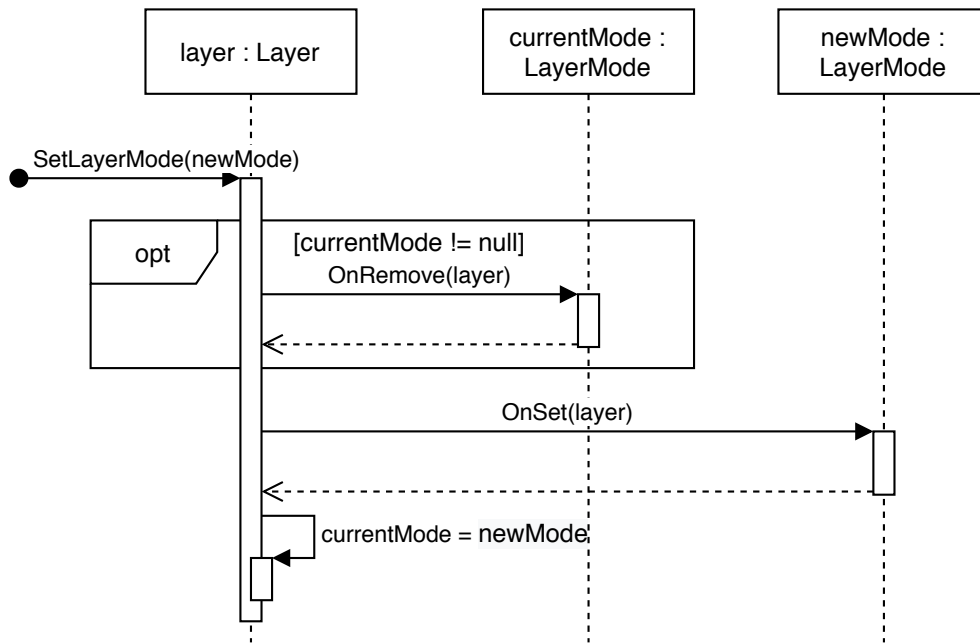 layer : Layer
currentMode :
LayerMode
newMode :
LayerMode
SetLayerMode(newMode)
opt
[currentMode != null]
OnRemove(layer)
OnSet(layer)
currentMode = newMode